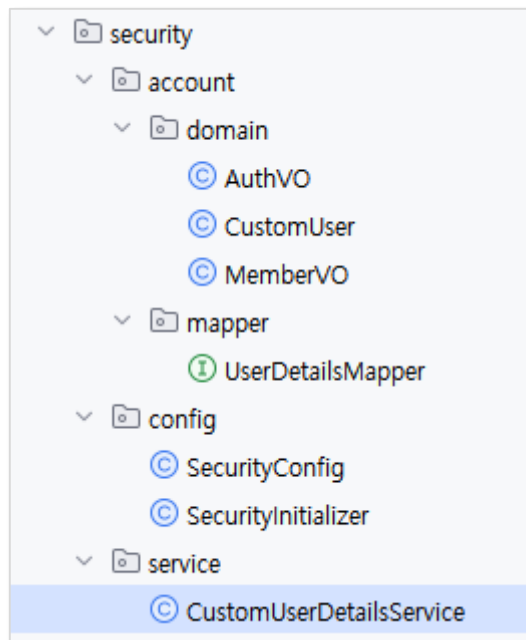 security
account
domain
AuthVO
CustomUser
MemberVO
mapper
UserDetailsMapper
config
SecurityConfig
SecurityInitializer
service
CustomUserDetailsService